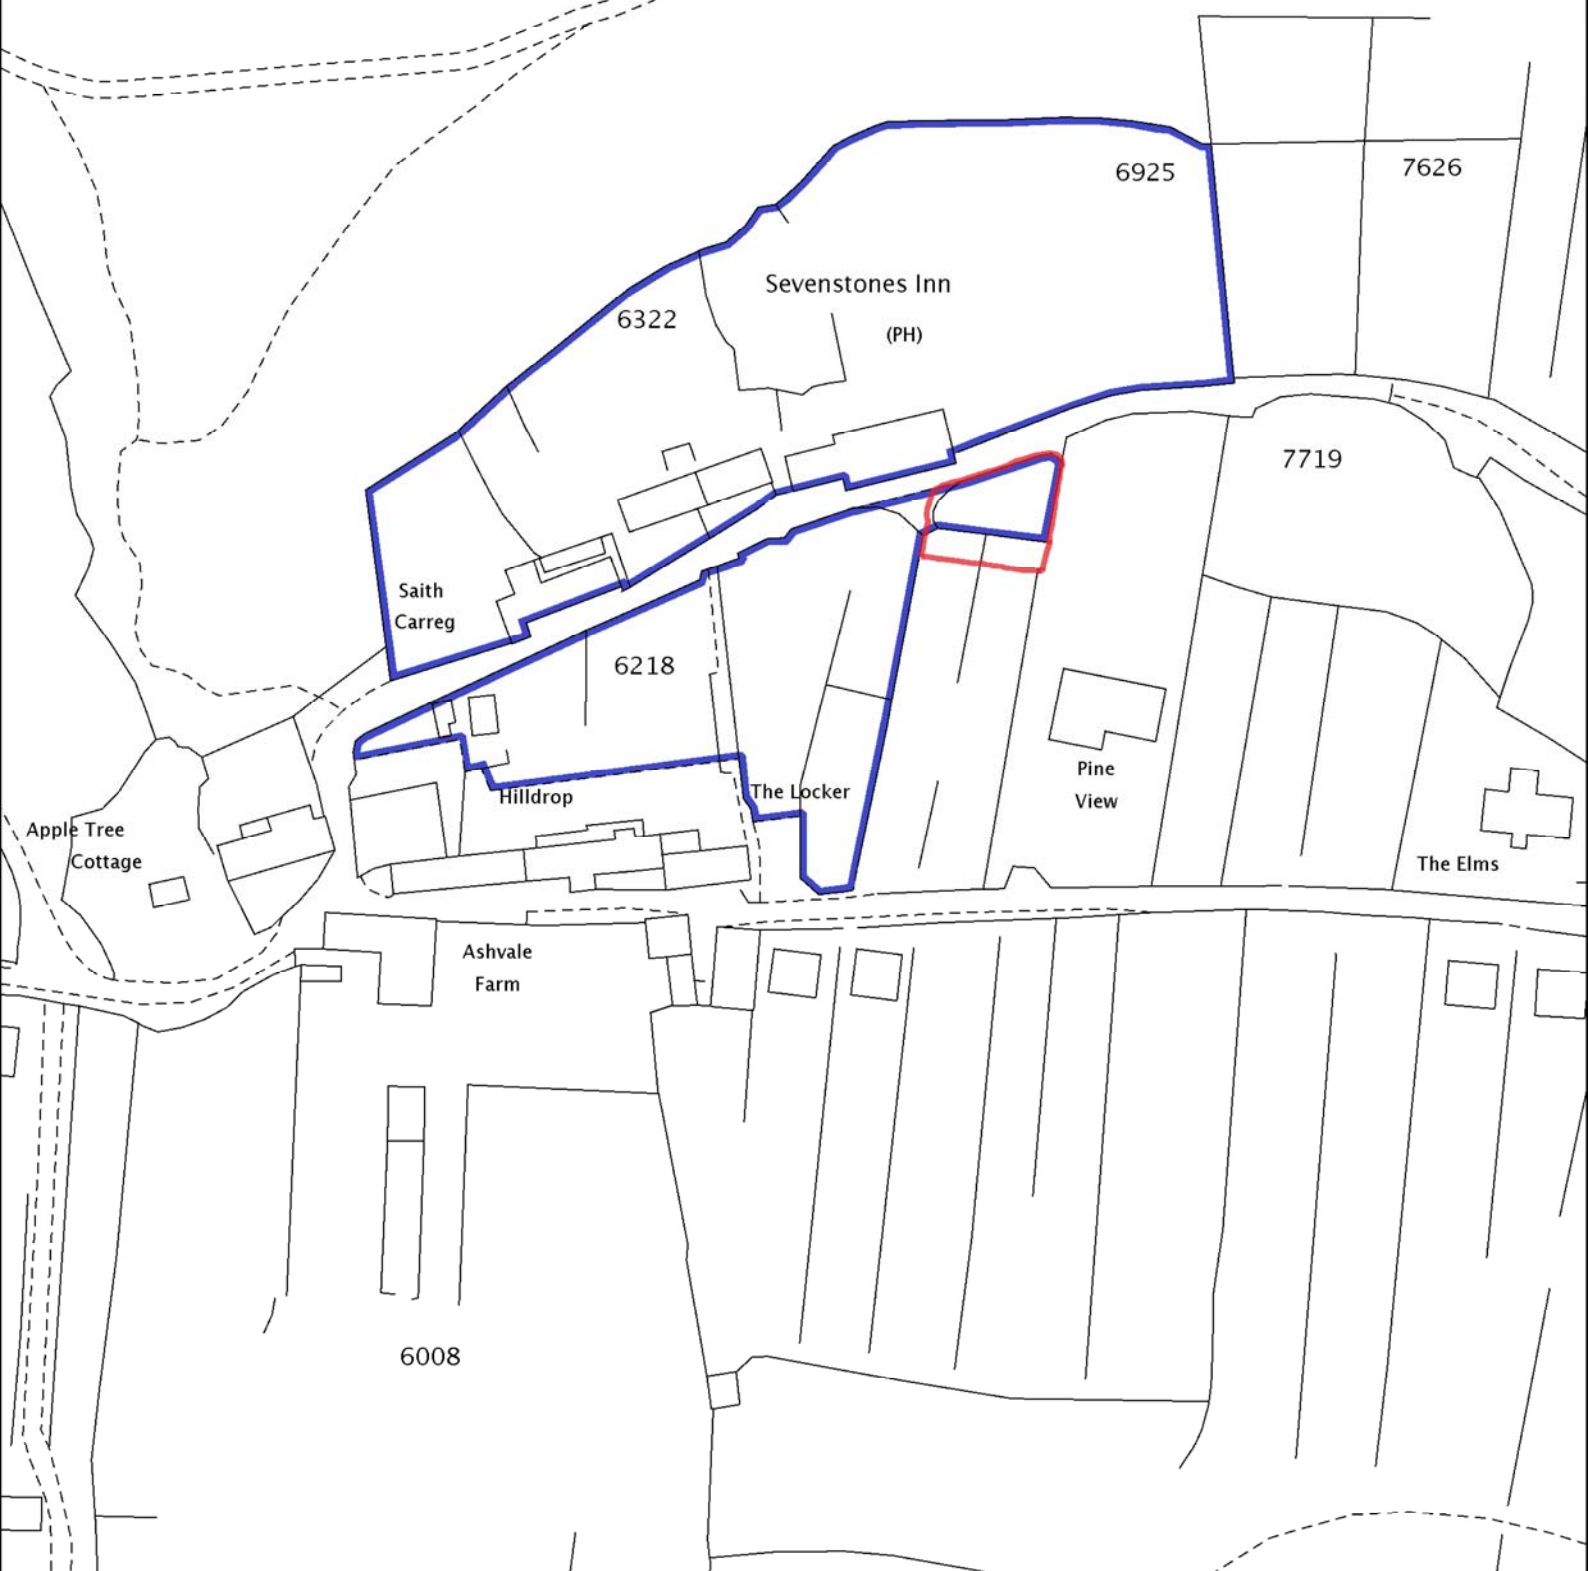 6925
7626
Sevenstones Inn
6322
(PH)
7719
Saith
Carreg
6218
Pine
View
Hilldrop
The Locker
Apple Tree
Cottage
The Elms
Ashvale
Farm
6008